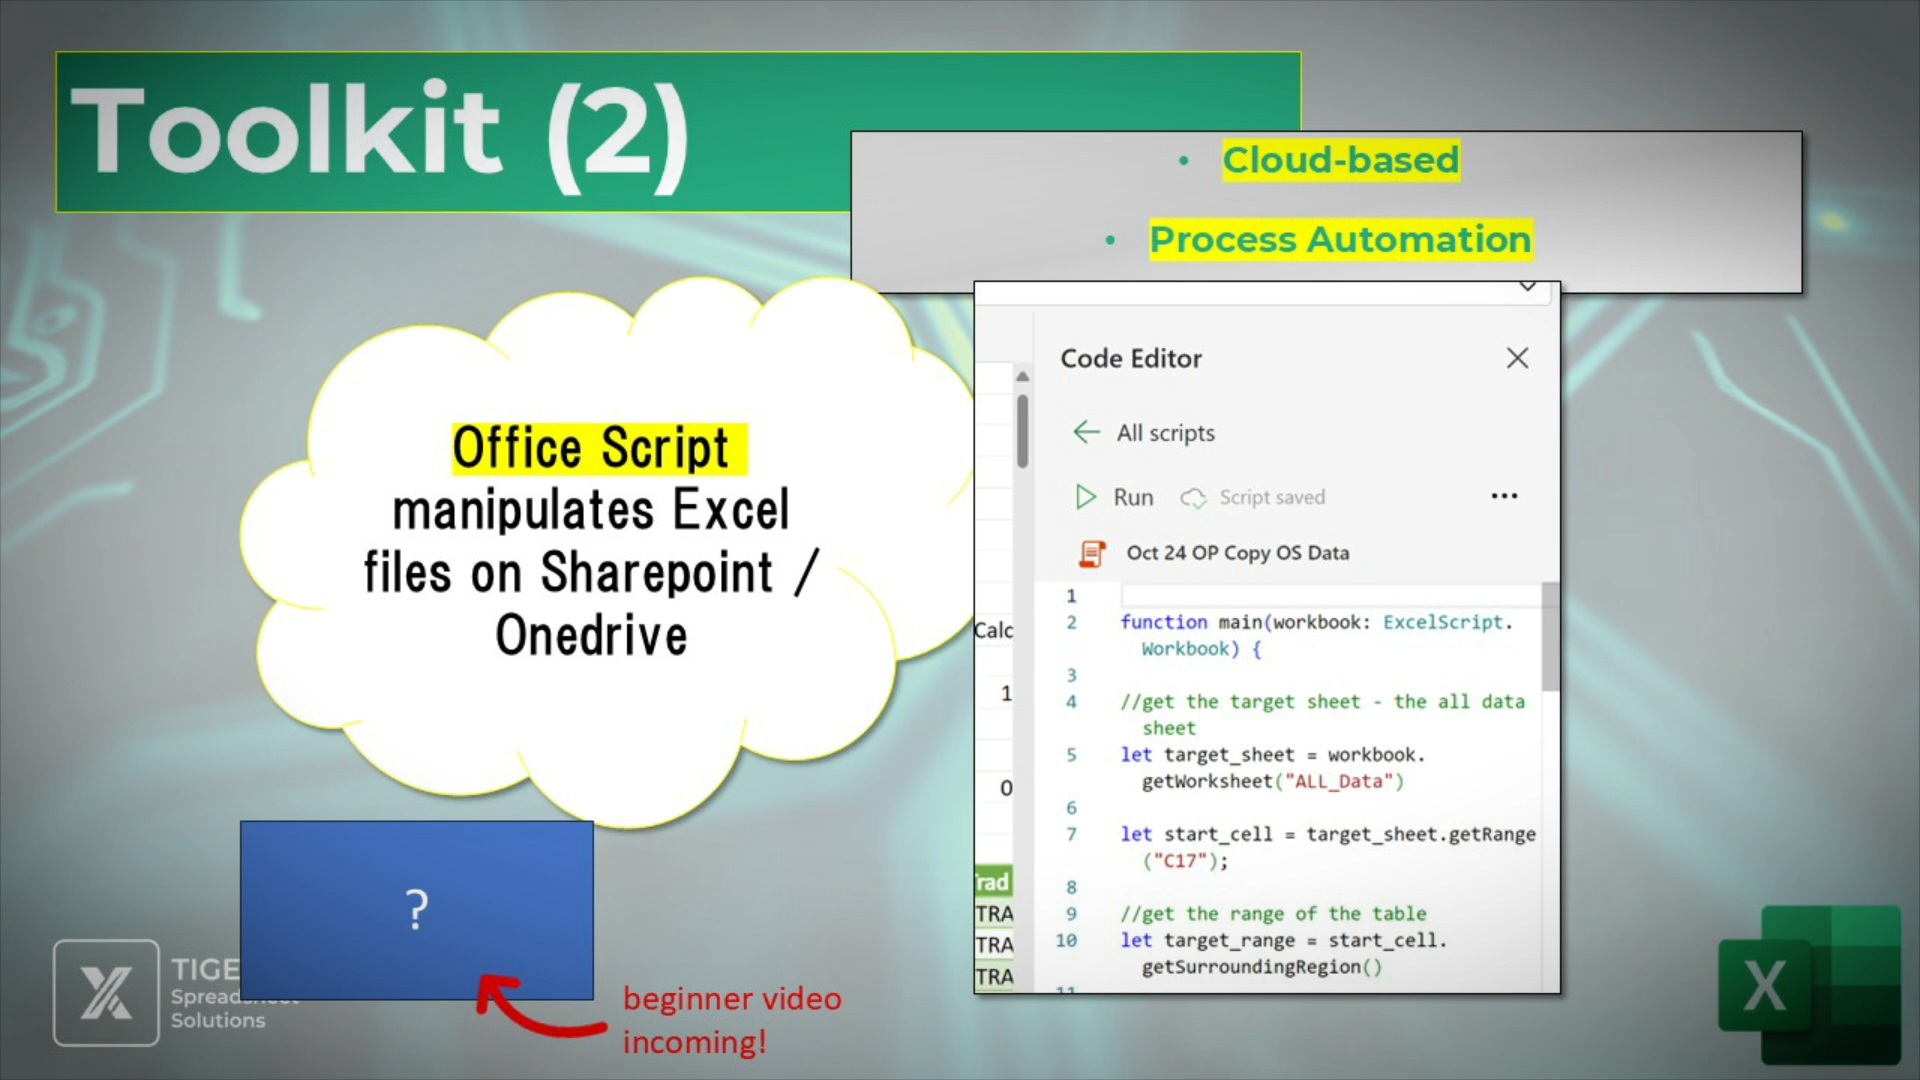 Toolkit (2)
• Cloud-based
• Process Automation
Office Script
manipulates Excel
files on Sharepoint /
Onedrive
Code Editor
All scripts
Run Script saved
Oct 24 OP Copy OS Data
1
2 function main(workbook: ExcelScript.
Workbook) {
3
4 //get the target sheet - the all data
sheet
5 let target_sheet = workbook.
getWorksheet("ALL_Data")
6
7 let start_cell = target_sheet.getRange
("C17");
8
9 //get the range of the table
10 let target_range = start_cell.
getSurroundingRegion()
Calc
1
0
rad
TRA
TRA
TRA
?
beginner video
incoming!
TIGE
Spreadsheet
Solutions
X